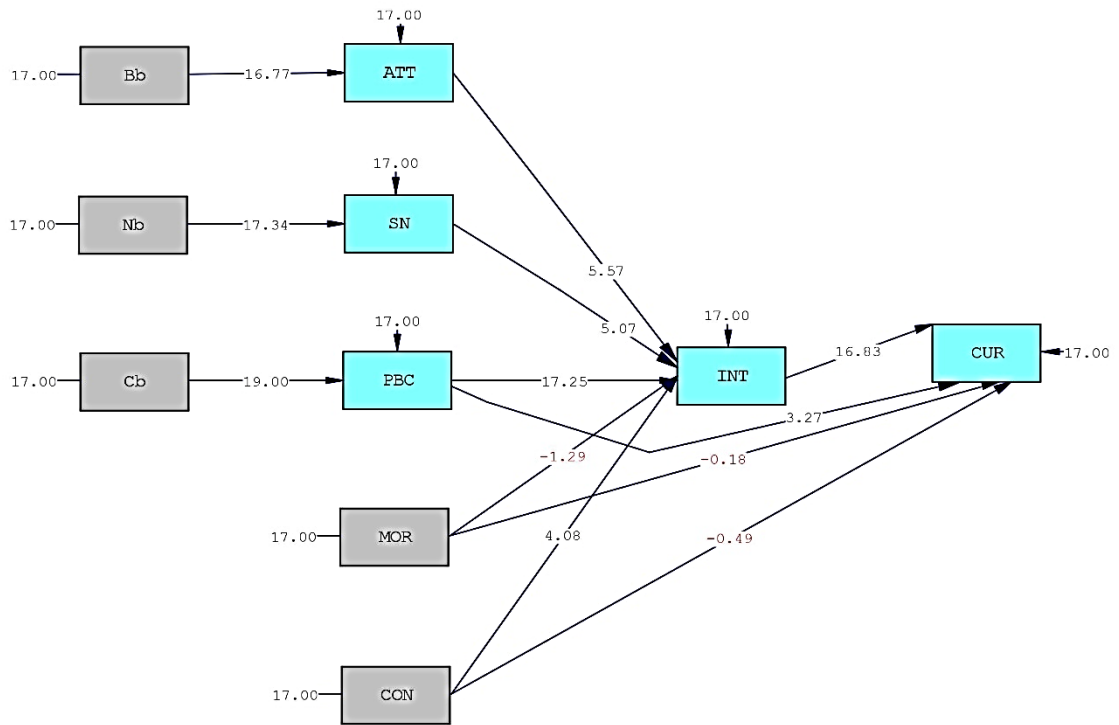 17.00
17.00 Bb 16.77 ATT
17.00
17.00 Nb 17.34 SN
5.57
17.00
17.00
5.07
17.00 Cb 19.00 PBC 17.25 INT 16.83 CUR 17.00
3.27
-1.29 -0.18
17.00 MOR 4.08 -0.49
17.00 CON